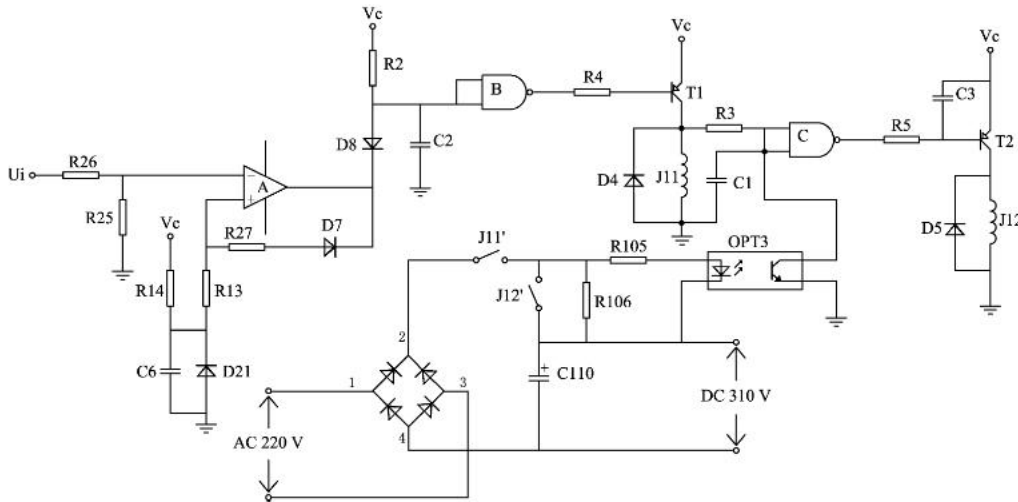 Vc
Vc
Vc
R2
B
R4
T1
C3
R3
C
R5
T2
D8
C2
R26
Ui
−
A
+
D4
J11
C1
R25
Vc
R27
D7
J11'
R105
OPT3
D5
J12
R14
R13
J12'
R106
2
C6
D21
1
3
+
C110
DC 310 V
4
AC 220 V